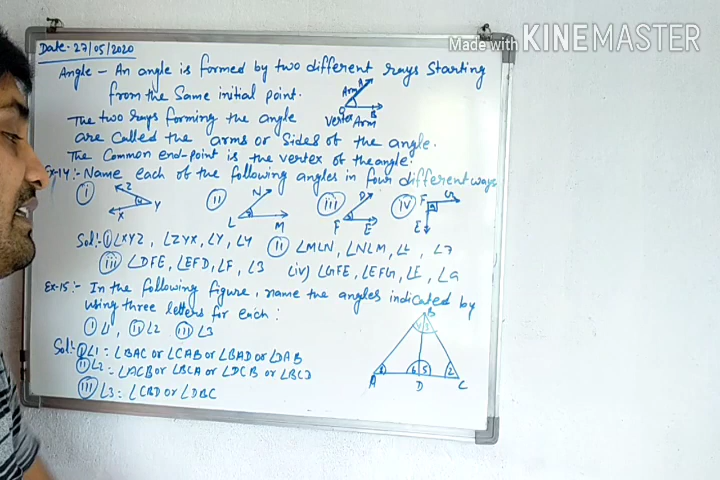 Made with KINEMASTER
Date- 27/05/2020
Angle - An angle is formed by two different rays starting
from the same initial point.
Arm A
O B
Vertex Arm
The two rays forming the angle
are called the arms or sides of the angle.
The common end-point is the vertex of the angle.
Ex-14:- Name each of the following angles in four different ways
(i) Z X Y (ii) N L M (iii) D F E (iv) F G E
Sol:- (i) ∠XYZ, ∠ZYX, ∠Y, ∠4 (ii) ∠MLN, ∠NLM, ∠L, ∠7
(iii) ∠DFE, ∠EFD, ∠F, ∠3 (iv) ∠GFE, ∠EFG, ∠F, ∠a
Ex-15:- In the following figure, name the angles indicated by
using three letters for each:
(i) ∠1, (ii) ∠2 (iii) ∠3
Sol:- (i) ∠1 = ∠BAC or ∠CAB or ∠BAD or ∠DAB
(ii) ∠2 = ∠ACB or ∠BCA or ∠DCB or ∠BCD
(iii) ∠3 = ∠CBD or ∠DBC
B
3
5 2
A D C